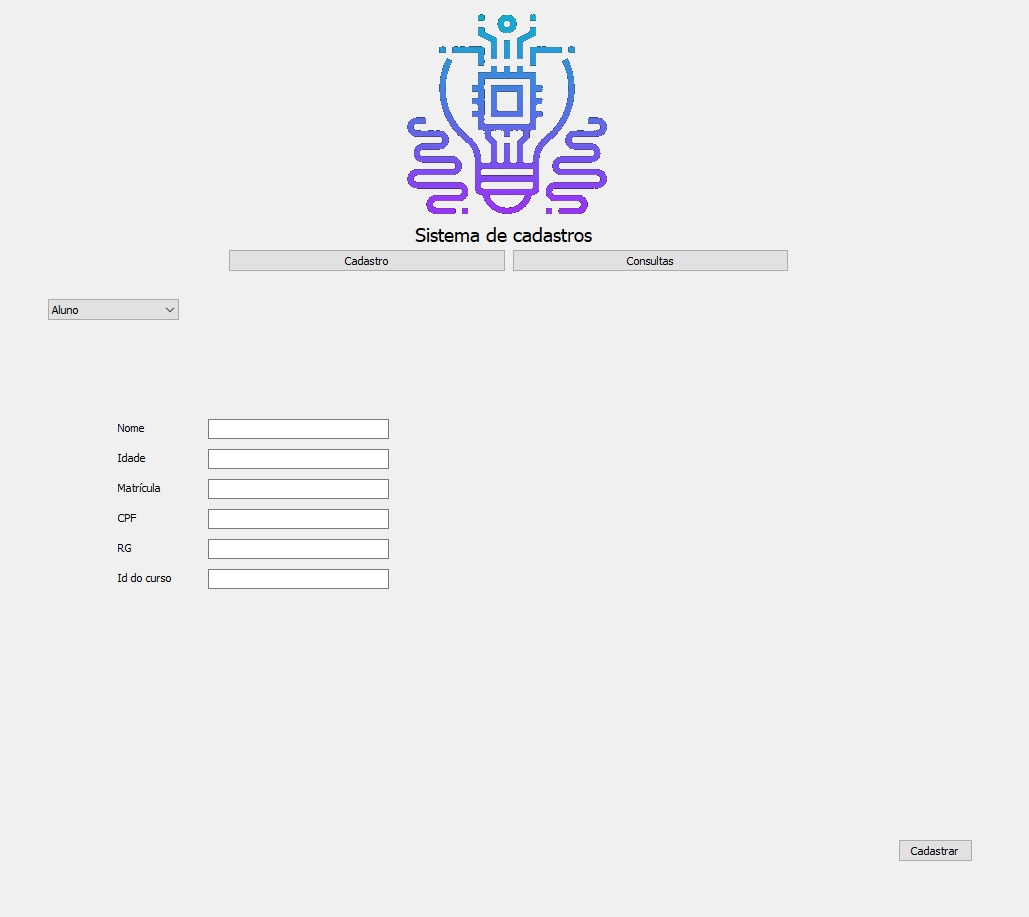 Sistema de cadastros
Cadastro
Consultas
Aluno
Nome
Idade
Matrícula
CPF
RG
Id do curso
Cadastrar